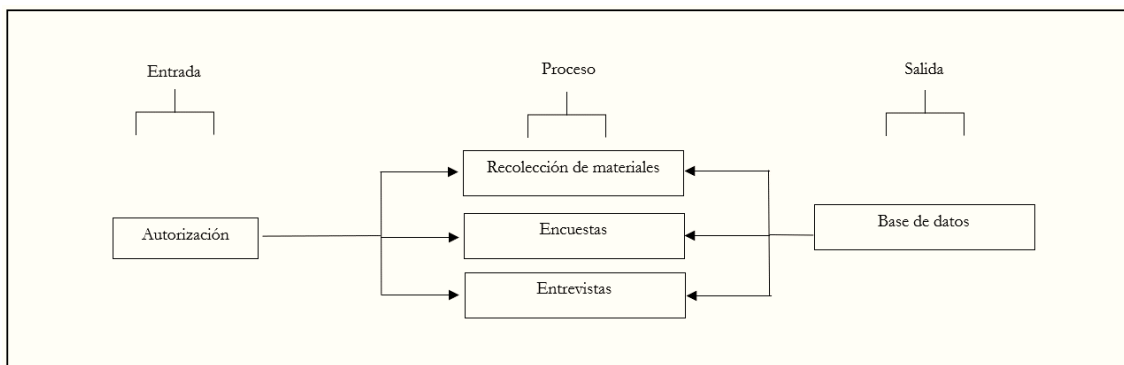 Entrada
Proceso
Salida
Recolección de materiales
Autorización
Encuestas
Base de datos
Entrevistas